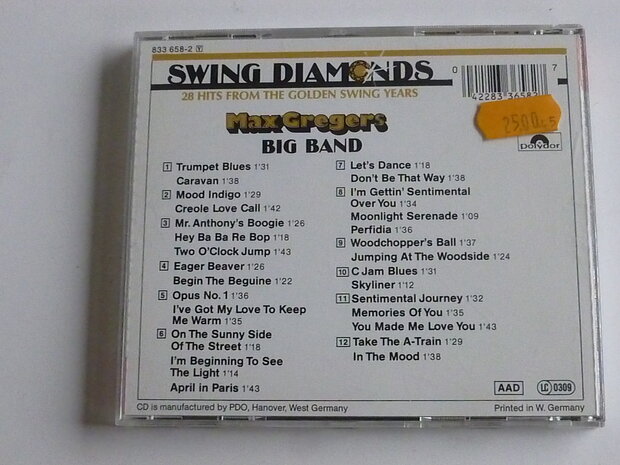 833 658-2 Y
SWING DIAMONDS
28 HITS FROM THE GOLDEN SWING YEARS
Max Gregers
BIG BAND
0
7
42283 36582
polydor
1 Trumpet Blues 1'31
Caravan 1'38
2 Mood Indigo 1'29
Creole Love Call 1'42
3 Mr. Anthony's Boogie 1'26
Hey Ba Ba Re Bop 1'18
Two O'Clock Jump 1'43
4 Eager Beaver 1'26
Begin The Beguine 1'22
5 Opus No. 1 1'36
I've Got My Love To Keep
Me Warm 1'35
6 On The Sunny Side
Of The Street 1'18
I'm Beginning To See
The Light 1'14
April in Paris 1'43
7 Let's Dance 1'18
Don't Be That Way 1'38
8 I'm Gettin' Sentimental
Over You 1'34
Moonlight Serenade 1'09
Perfidia 1'36
9 Woodchopper's Ball 1'37
Jumping At The Woodside 1'24
10 C Jam Blues 1'31
Skyliner 1'12
11 Sentimental Journey 1'32
Memories Of You 1'35
You Made Me Love You 1'43
12 Take The A-Train 1'29
In The Mood 1'38
AAD
LC 0309
CD is manufactured by PDO, Hanover, West Germany
Printed in W. Germany